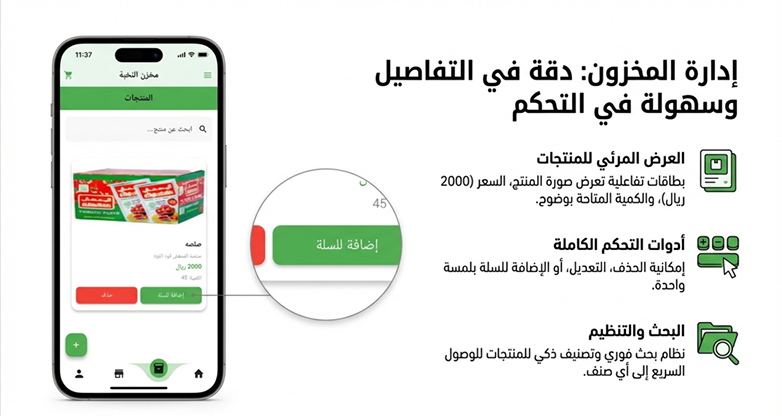 إدارة المخزون: دقة في التفاصيل
وسهولة في التحكم
العرض المرئي للمنتجات
بطاقات تفاعلية تعرض صورة المنتج، السعر (2000
ريال)، والكمية المتاحة بوضوح.
أدوات التحكم الكاملة
إمكانية الحذف، التعديل، أو الإضافة للسلة بلمسة
واحدة.
البحث والتنظيم
نظام بحث فوري وتصنيف ذكي للمنتجات للوصول
السريع إلى أي صنف.
11:37
مخزن النخبة
المنتجات
ابحث عن منتج...
TOMATO PASTE
صلصه
2000 ريال
الكمية: 45
إضافة للسلة
حذف
45
إضافة للسلة